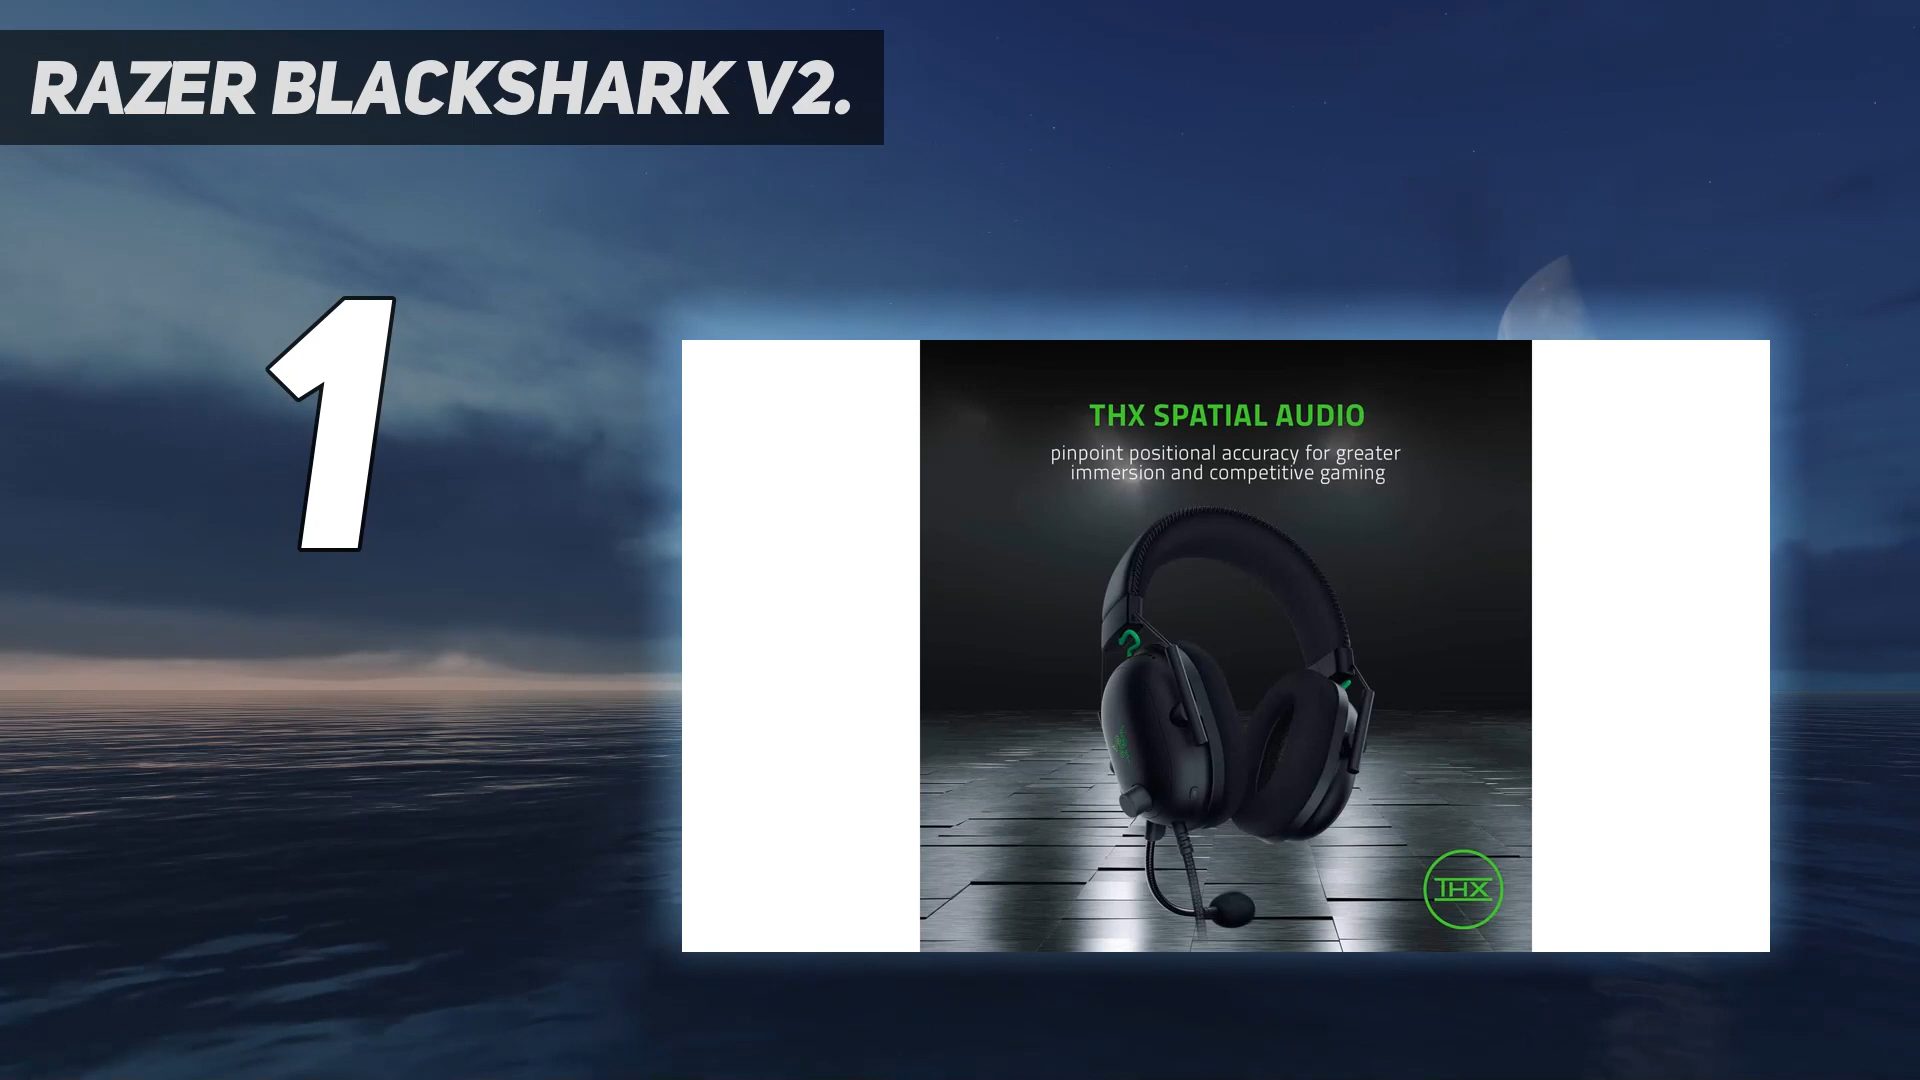 RAZER BLACKSHARK V2.
1
THX SPATIAL AUDIO
pinpoint positional accuracy for greater
immersion and competitive gaming
THX